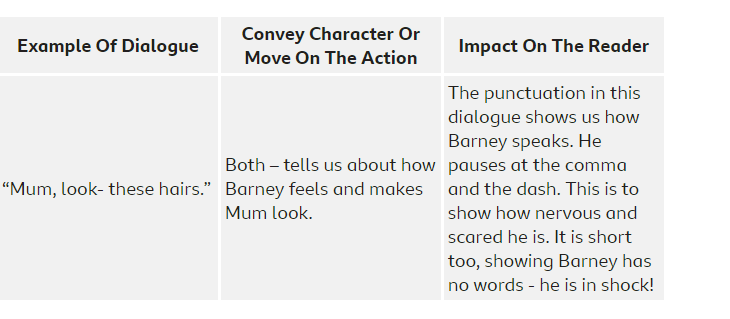 Example Of Dialogue
Convey Character Or
Move On The Action
Impact On The Reader
“Mum, look- these hairs.”
Both – tells us about how
Barney feels and makes
Mum look.
The punctuation in this
dialogue shows us how
Barney speaks. He
pauses at the comma
and the dash. This is to
show how nervous and
scared he is. It is short
too, showing Barney has
no words - he is in shock!